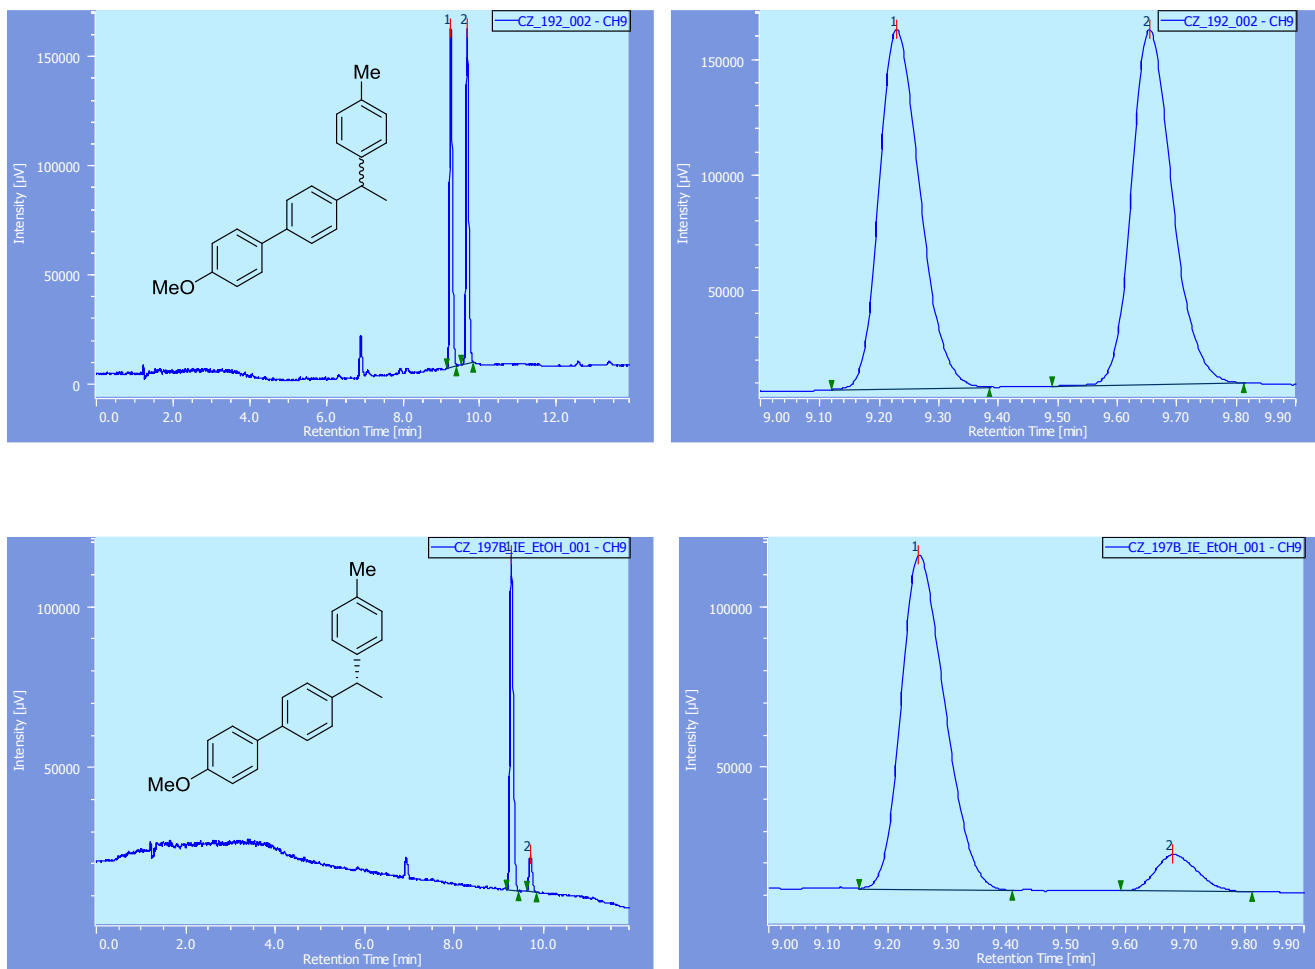 CZ_192_002 - CH9
1 2
150000
100000
50000
0
Intensity [µV]
Me
MeO
0.0 2.0 4.0 6.0 8.0 10.0 12.0
Retention Time [min]
CZ_192_002 - CH9
1 2
150000
100000
50000
Intensity [µV]
9.00 9.10 9.20 9.30 9.40 9.50 9.60 9.70 9.80 9.90
Retention Time [min]
CZ_197B_IE_EtOH_001 - CH9
1
2
100000
50000
Intensity [µV]
Me
MeO
0.0 2.0 4.0 6.0 8.0 10.0
Retention Time [min]
CZ_197B_IE_EtOH_001 - CH9
1
2
100000
50000
Intensity [µV]
9.00 9.10 9.20 9.30 9.40 9.50 9.60 9.70 9.80 9.90
Retention Time [min]